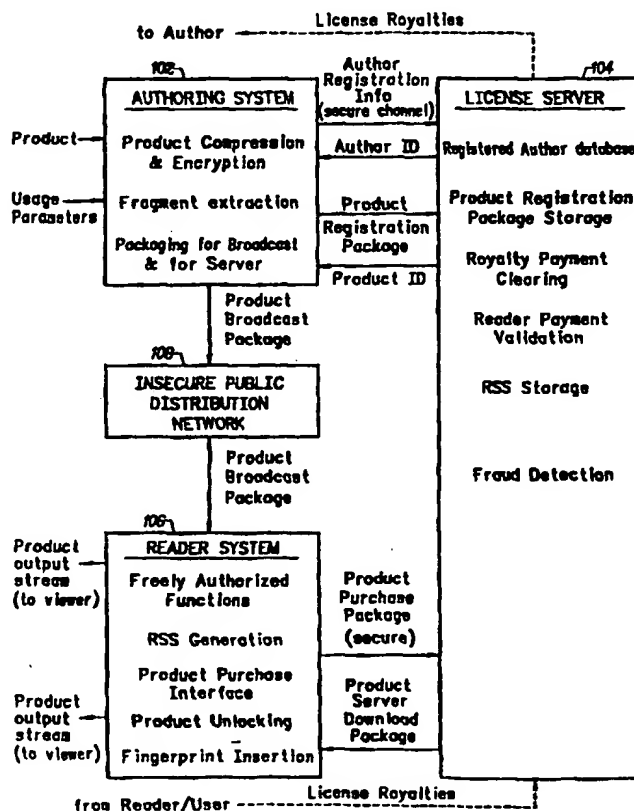 License Royalties
to Author
102
AUTHORING SYSTEM
Product Compression
& Encryption
Fragment extraction
Packaging for Broadcast
& for Server
Product
Usage
Parameters
Author
Registration
Info
(secure channel)
Author ID
Product
Registration
Package
Product ID
104
LICENSE SERVER
Registered Author database
Product Registration
Package Storage
Royalty Payment
Clearing
Reader Payment
Validation
RSS Storage
Fraud Detection
Product
Broadcast
Package
108
INSECURE PUBLIC
DISTRIBUTION
NETWORK
Product
Broadcast
Package
106
READER SYSTEM
Freely Authorized
Functions
RSS Generation
Product Purchase
Interface
Product Unlocking
Fingerprint Insertion
Product
output
stream
(to viewer)
Product
output
stream
(to viewer)
Product
Purchase
Package
(secure)
Product
Server
Download
Package
License Royalties
from Reader/User